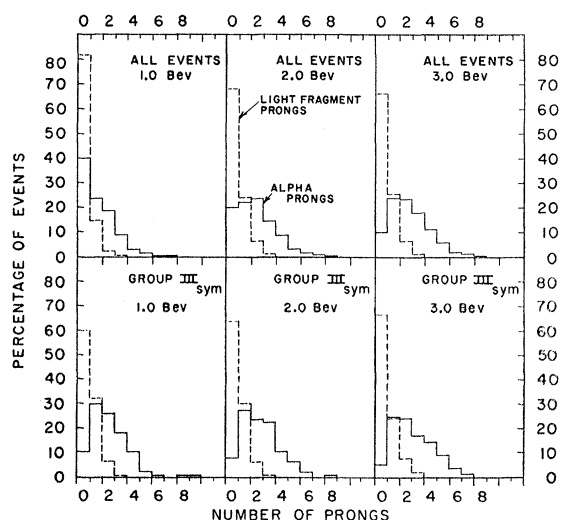 0 2 4 6 8 0 2 4 6 8 0 2 4 6 8
ALL EVENTS
1.0 Bev
ALL EVENTS
2.0 Bev
ALL EVENTS
3.0 Bev
LIGHT FRAGMENT
PRONGS
ALPHA
PRONGS
80
70
60
50
40
30
20
10
0
80
70
60
50
40
30
20
10
0
GROUP III sym
1.0 Bev
GROUP III sym
2.0 Bev
GROUP III sym
3.0 Bev
80
70
60
50
40
30
20
10
0
80
70
60
50
40
30
20
10
0
PERCENTAGE OF EVENTS
0 2 4 6 8 0 2 4 6 8 0 2 4 6 8
NUMBER OF PRONGS